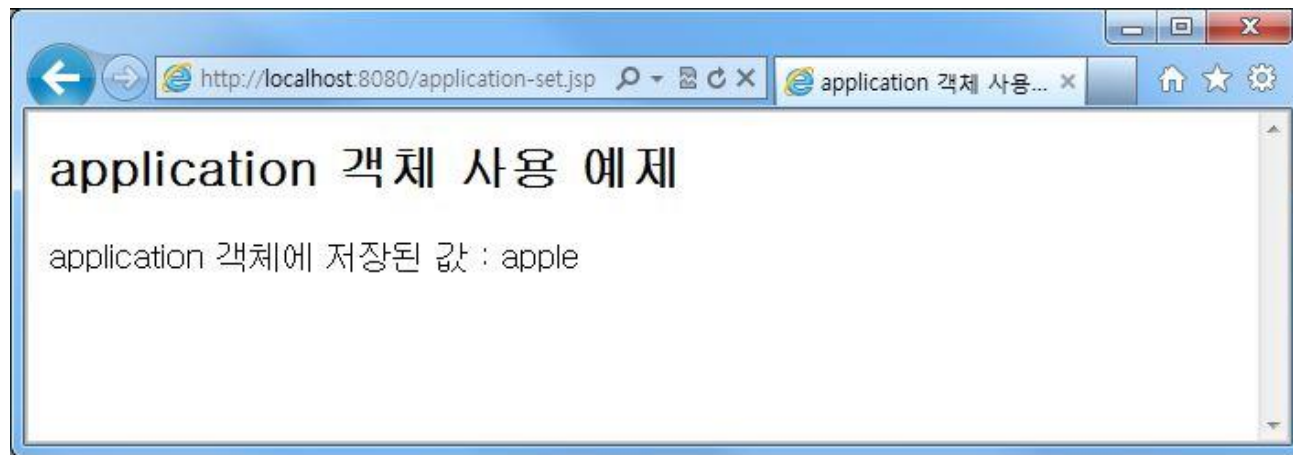 http://localhost:8080/application-set.jsp
application 객체 사용...
application 객체 사용 예제
application 객체에 저장된 값 : apple